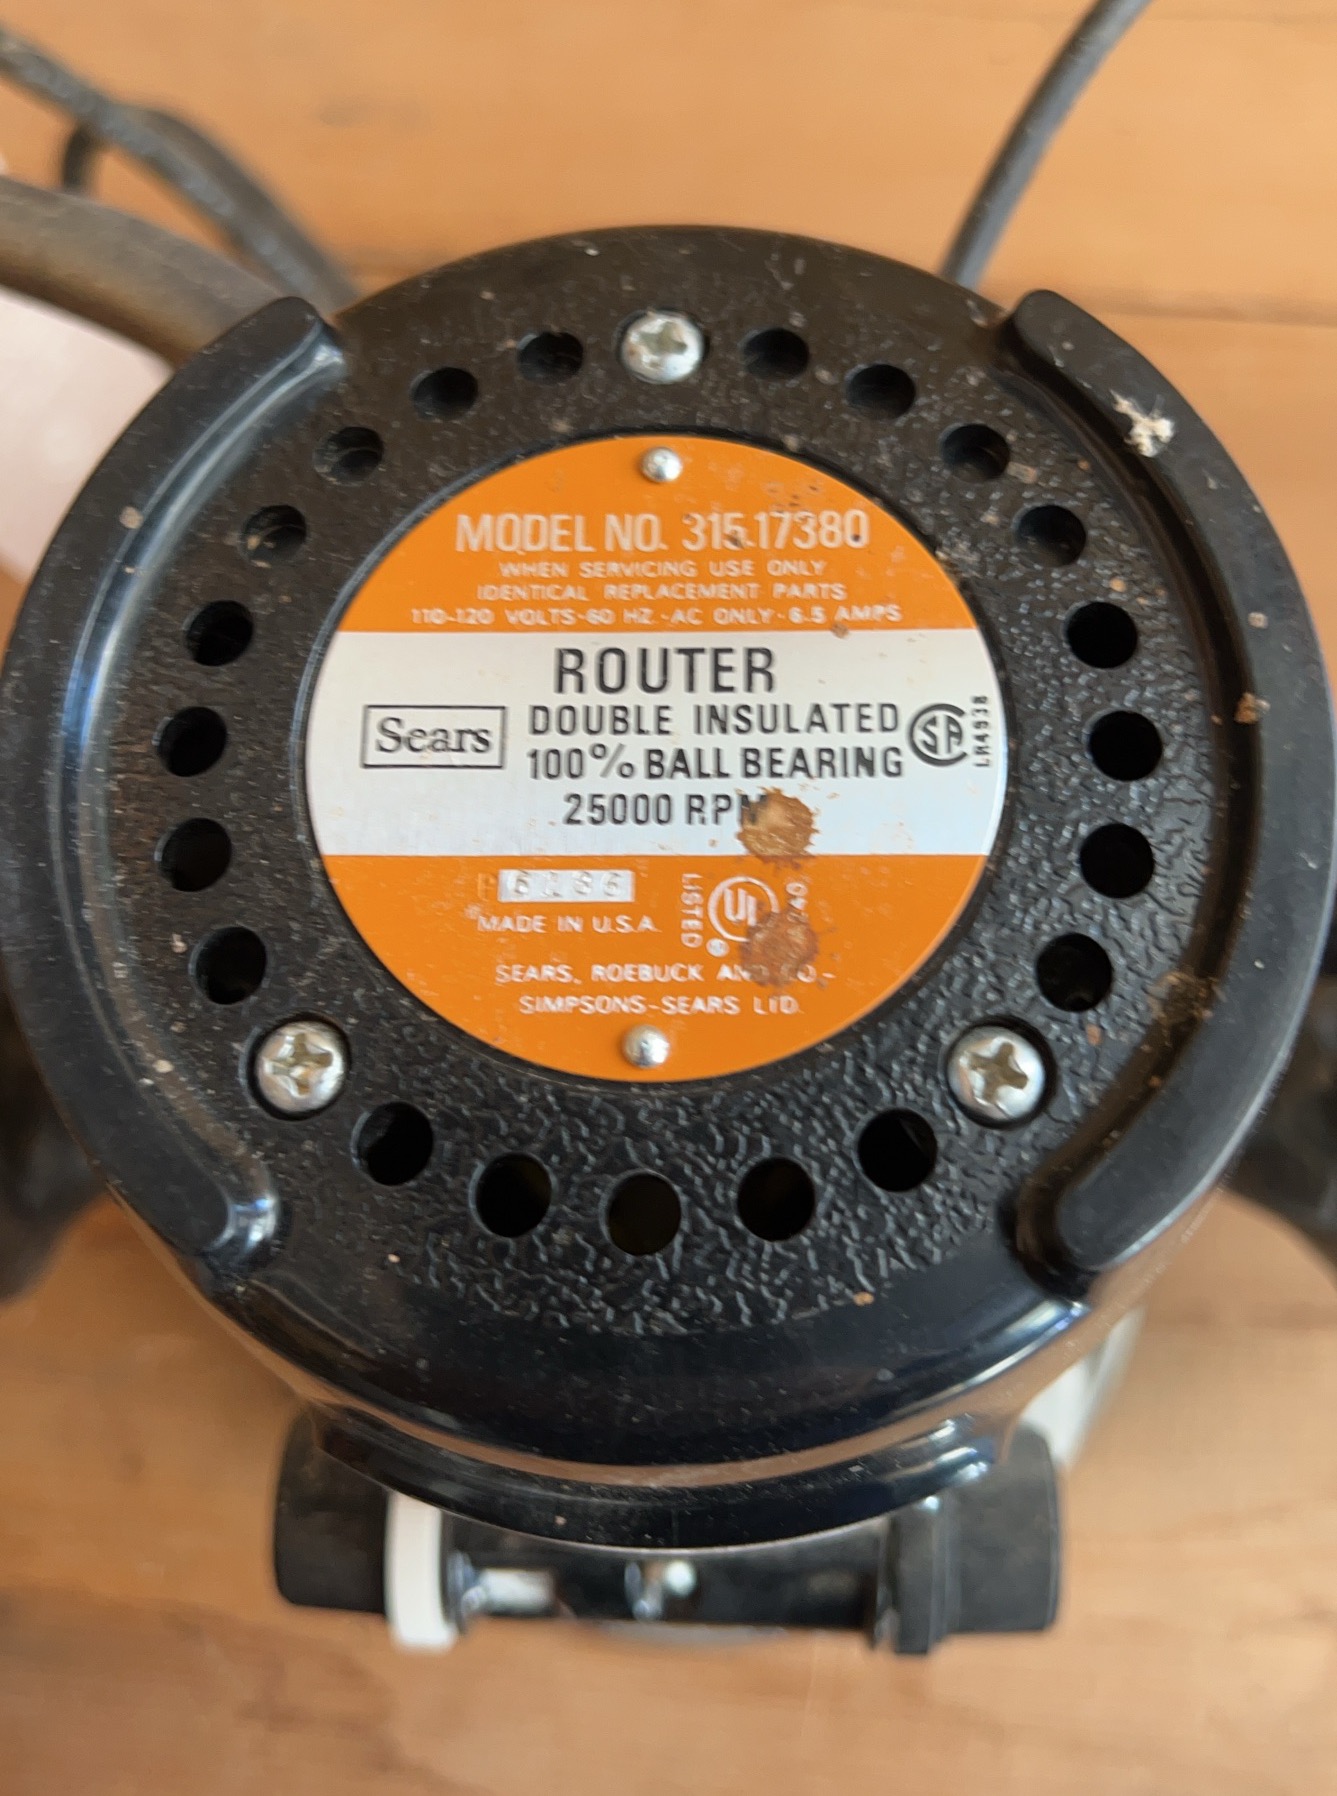 MODEL NO. 315.17380
WHEN SERVICING USE ONLY
IDENTICAL REPLACEMENT PARTS
110-120 VOLTS·60 HZ.·AC ONLY·6.5 AMPS
ROUTER
Sears
DOUBLE INSULATED
100% BALL BEARING
25000 RPM
SA
LR4938
MADE IN U.S.A.
LISTED
UL
®
SEARS, ROEBUCK AND CO.-
SIMPSONS-SEARS LTD.